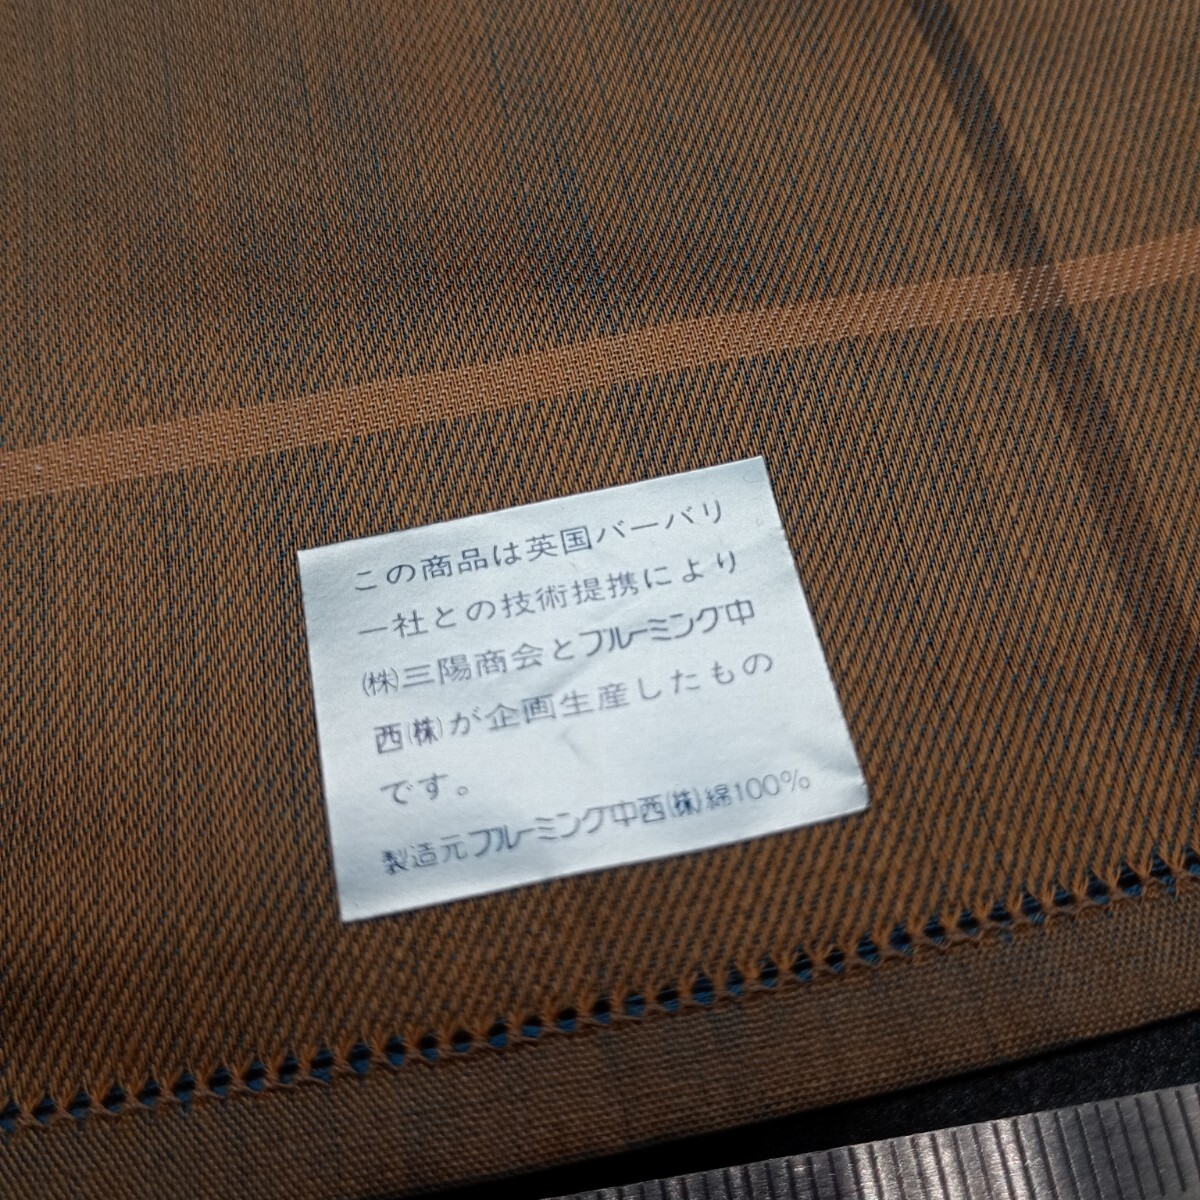 この商品は英国バーバリ
ー社との技術提携により
㈱三陽商会とブルーミング中
西㈱が企画生産したもの
です。
製造元ブルーミング中西㈱綿100%